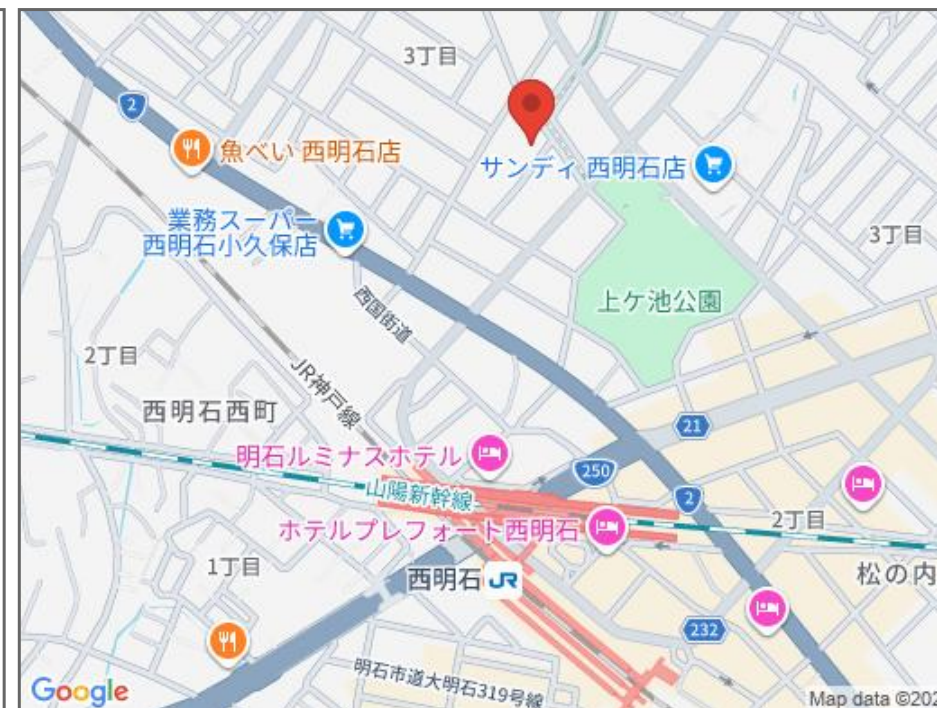 3丁目
2
魚べい 西明石店
サンディ 西明石店
業務スーパー
西明石小久保店
3丁目
上ケ池公園
西国街道
2丁目
JR神戸線
西明石西町
21
明石ルミナスホテル
250
山陽新幹線
2
ホテルプレフォート西明石
2丁目
1丁目
西明石 JR
松の内
232
明石市道大明石319号線
Google
Map data ©202